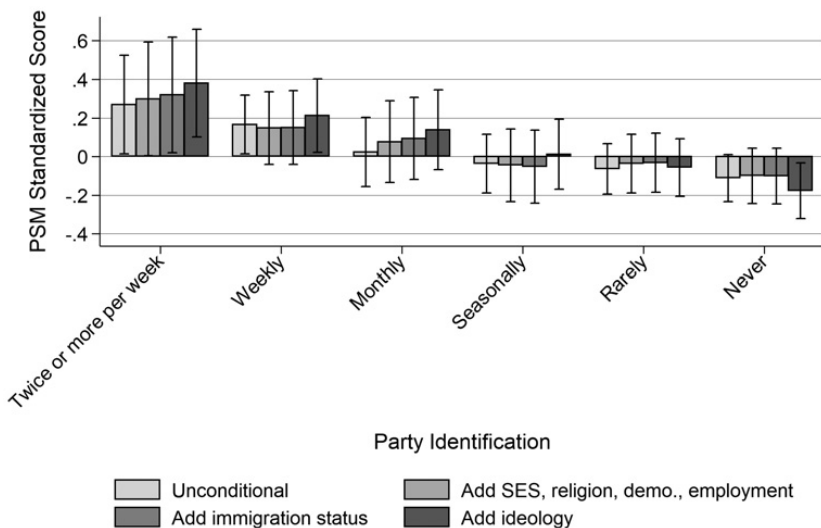 PSM Standardized Score
.6
.4
.2
0
-.2
-.4
Twice or more per week
Weekly
Monthly
Seasonally
Rarely
Never
Party Identification
Unconditional
Add SES, religion, demo., employment
Add immigration status
Add ideology